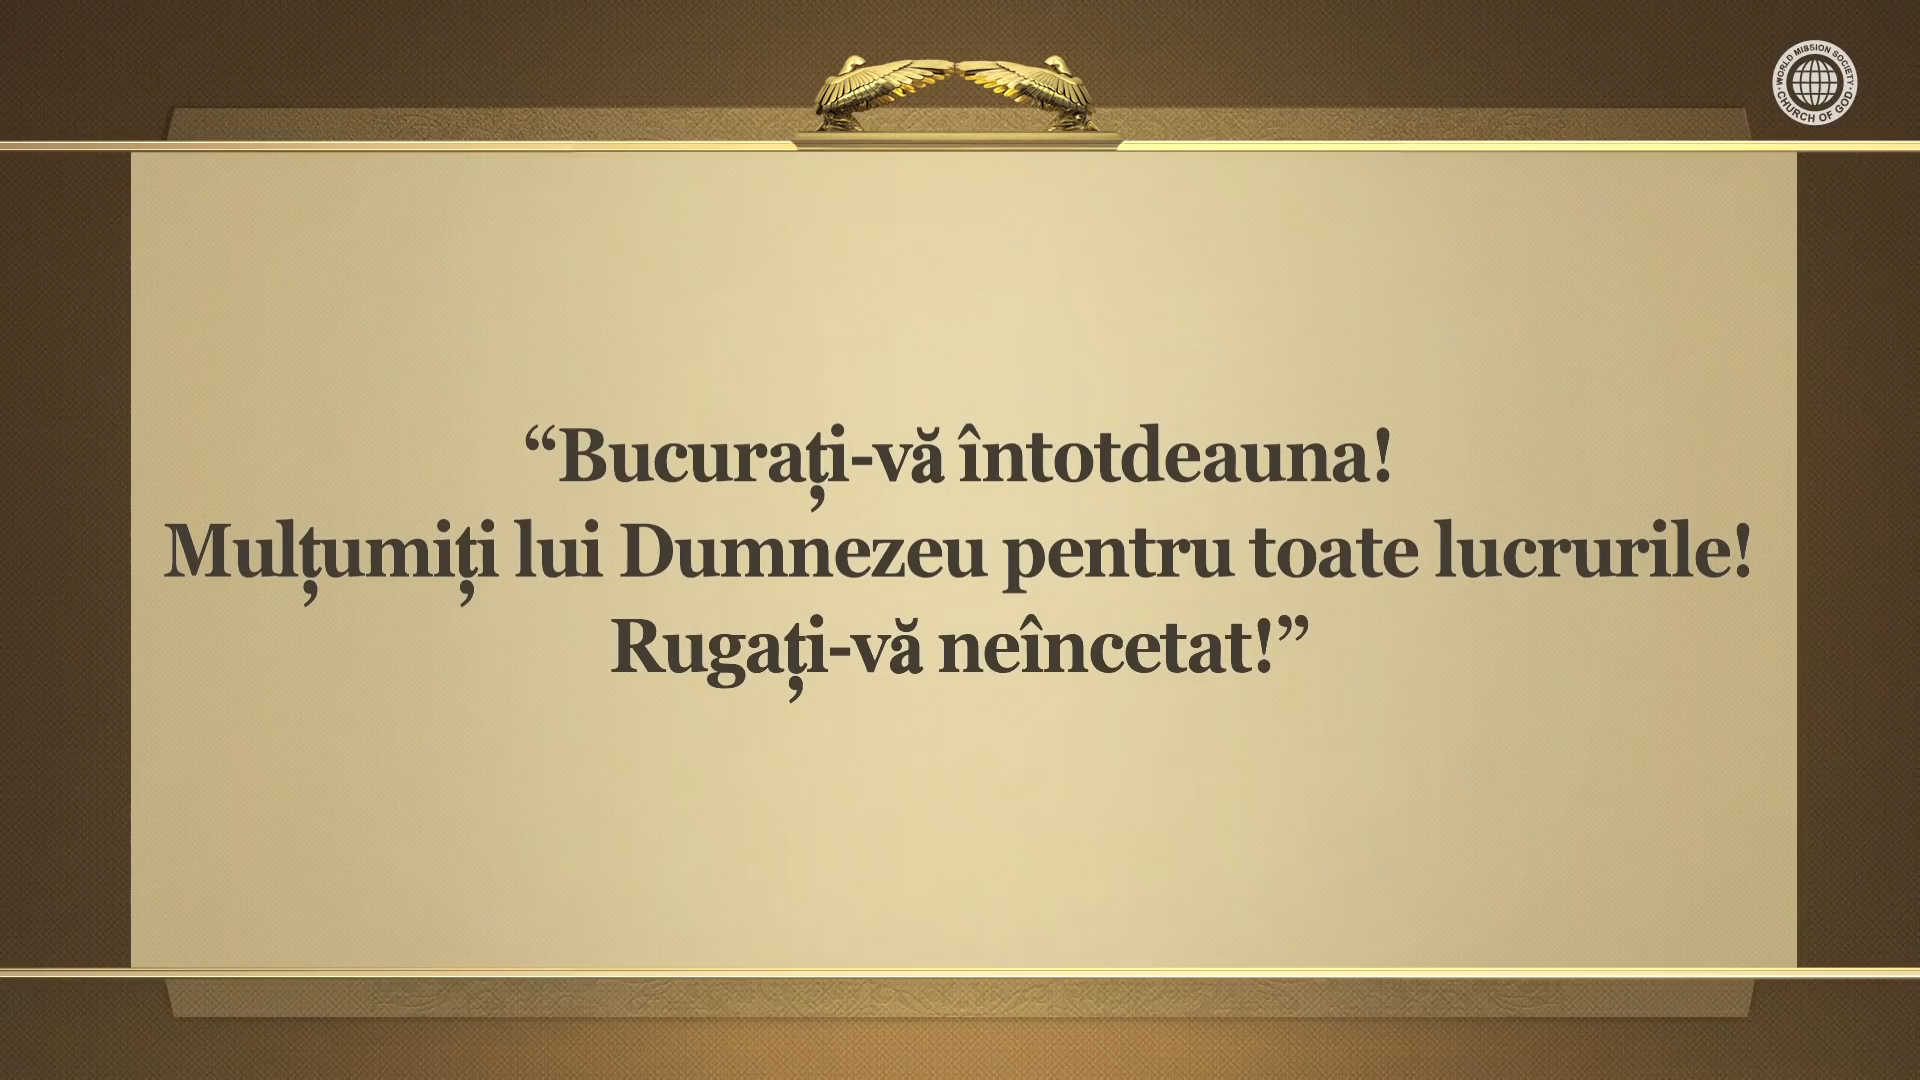 WORLD MISSION SOCIETY
CHURCH OF GOD
“Bucurați-vă întotdeauna!
Mulțumiți lui Dumnezeu pentru toate lucrurile!
Rugați-vă neîncetat!”